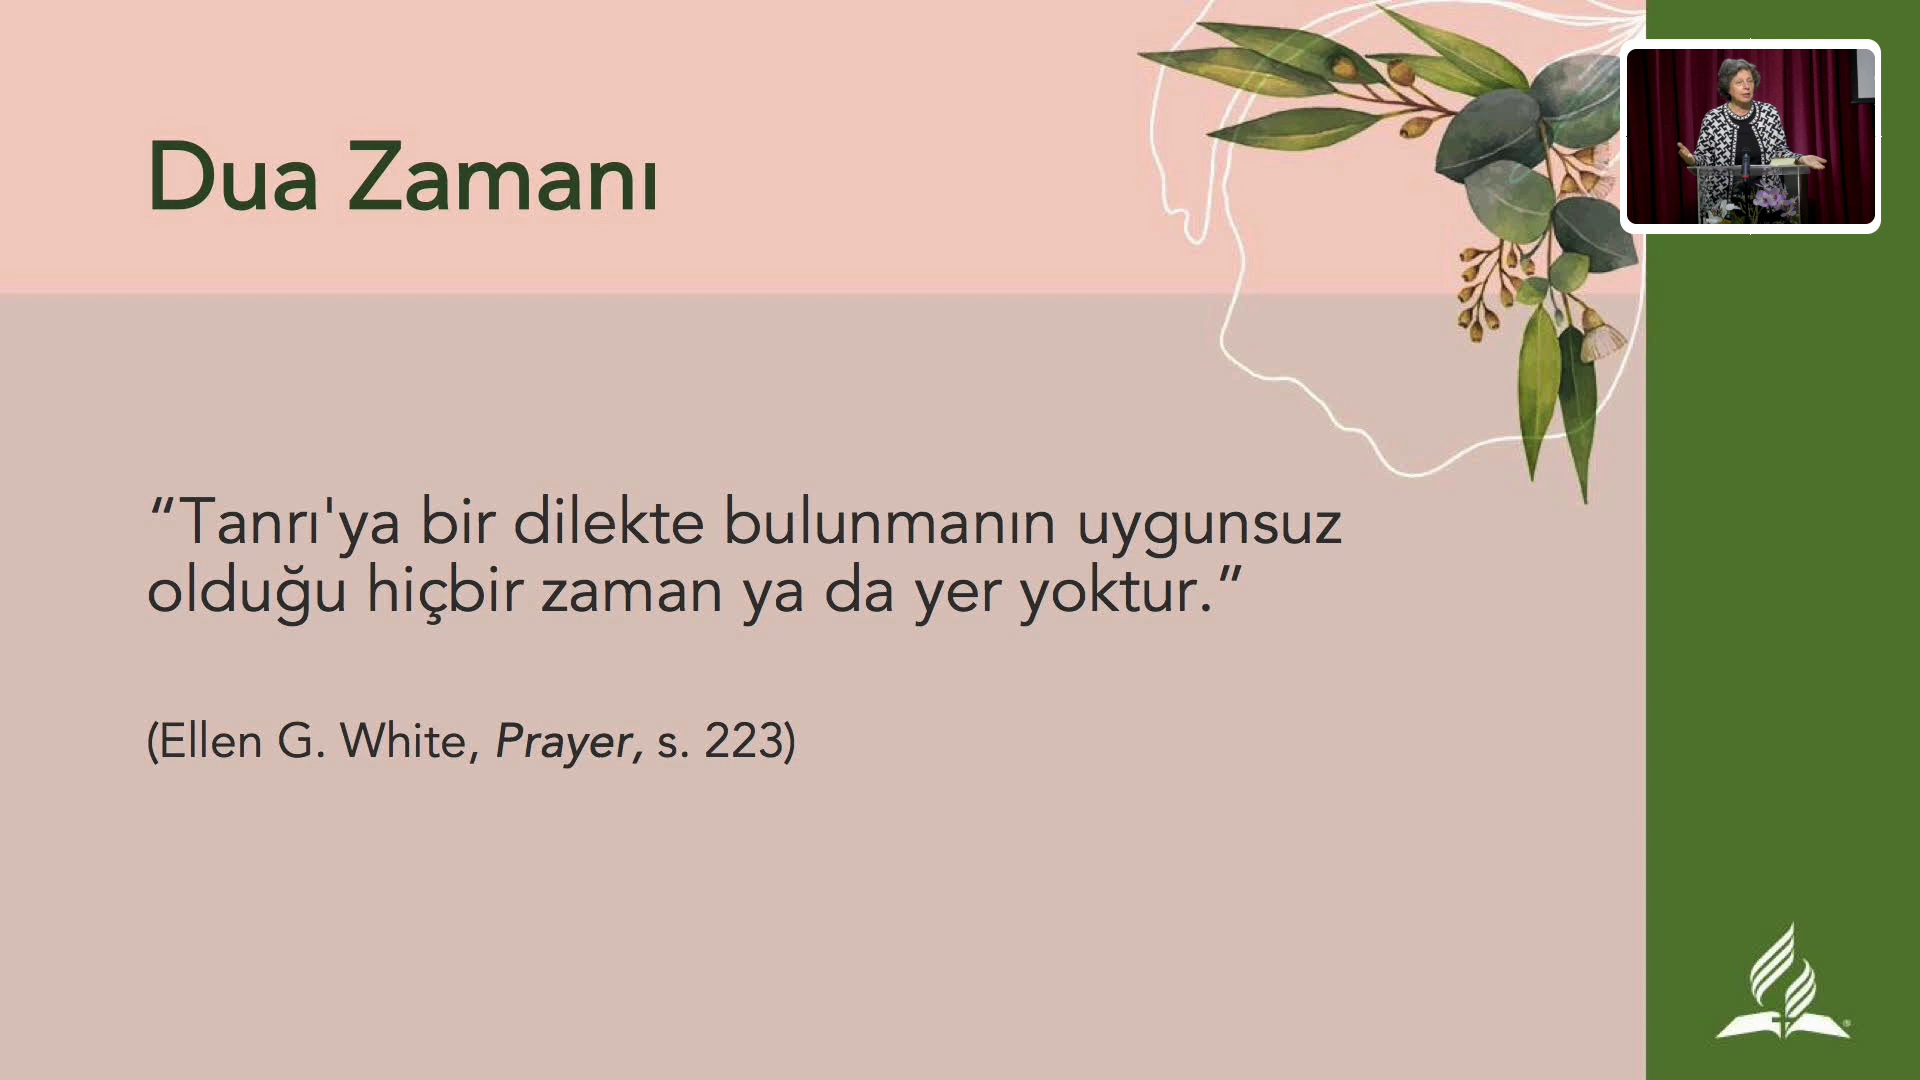 Dua Zamanı
“Tanrı'ya bir dilekte bulunmanın uygunsuz
olduğu hiçbir zaman ya da yer yoktur.”
(Ellen G. White, Prayer, s. 223)